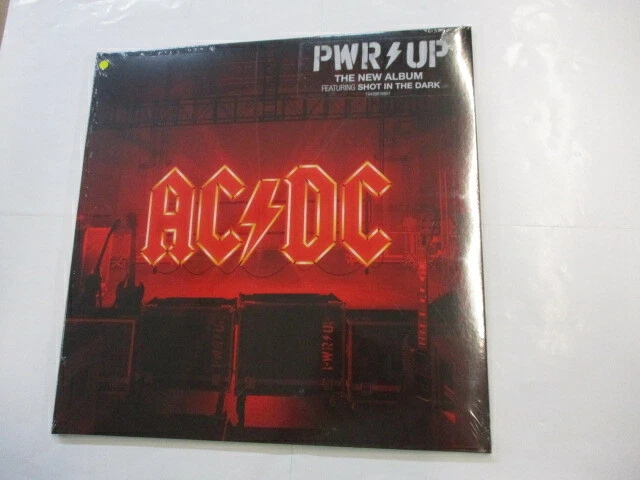 PWR⚡UP
THE NEW ALBUM
FEATURING SHOT IN THE DARK
AC⚡DC
PWR⚡UP